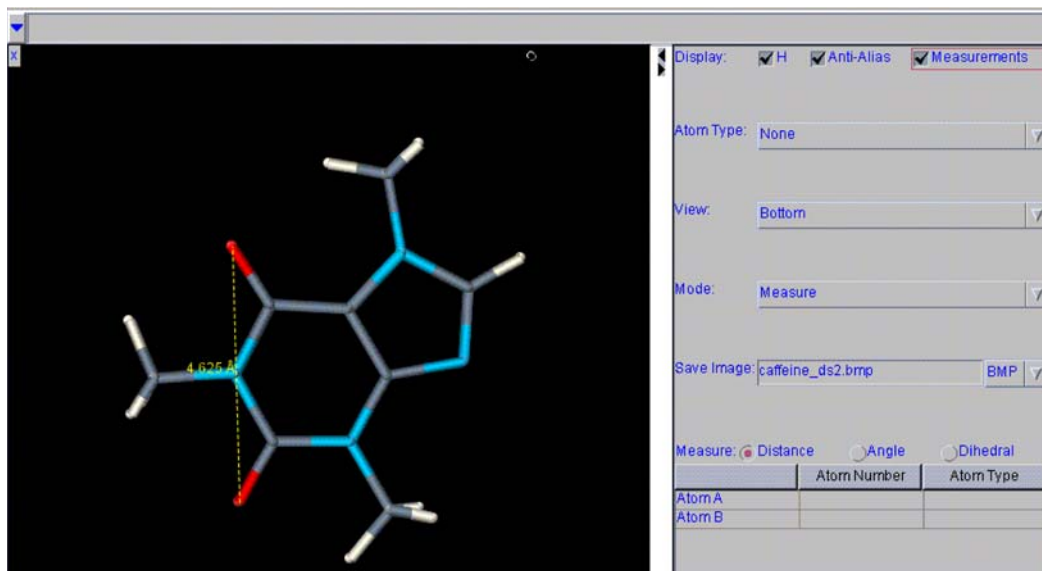 x
Display: H Anti-Alias Measurements
Atom Type: None
View: Bottom
Mode: Measure
4.625 Å
Save Image: caffeine_ds2.bmp BMP
Measure: Distance Angle Dihedral
Atom Number Atom Type
Atom A
Atom B